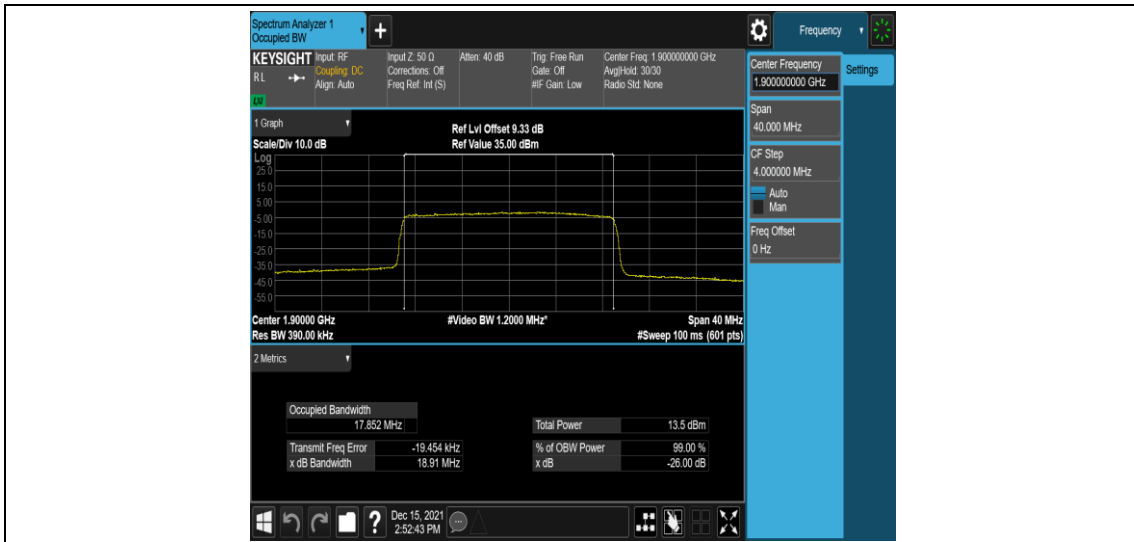 Spectrum Analyzer 1
Occupied BW
Frequency
KEYSIGHT
RL
LXI
Input: RF
Coupling: DC
Align: Auto
Input Z: 50 Ω
Corrections: Off
Freq Ref: Int (S)
Atten: 40 dB
Trig: Free Run
Gate: Off
#IF Gain: Low
Center Freq: 1.900000000 GHz
Avg|Hold: 30/30
Radio Std: None
Center Frequency
1.900000000 GHz
Settings
Span
40.000 MHz
CF Step
4.000000 MHz
Auto
Man
Freq Offset
0 Hz
1 Graph
Scale/Div 10.0 dB
Ref Lvl Offset 9.33 dB
Ref Value 35.00 dBm
Log
25.0
15.0
5.00
-5.00
-15.0
-25.0
-35.0
-45.0
-55.0
Center 1.90000 GHz
#Video BW 1.2000 MHz*
Span 40 MHz
Res BW 390.00 kHz
#Sweep 100 ms (601 pts)
2 Metrics
Occupied Bandwidth
17.852 MHz
Total Power 13.5 dBm
Transmit Freq Error -19.454 kHz
% of OBW Power 99.00 %
x dB Bandwidth 18.91 MHz
x dB -26.00 dB
?
Dec 15, 2021
2:52:43 PM